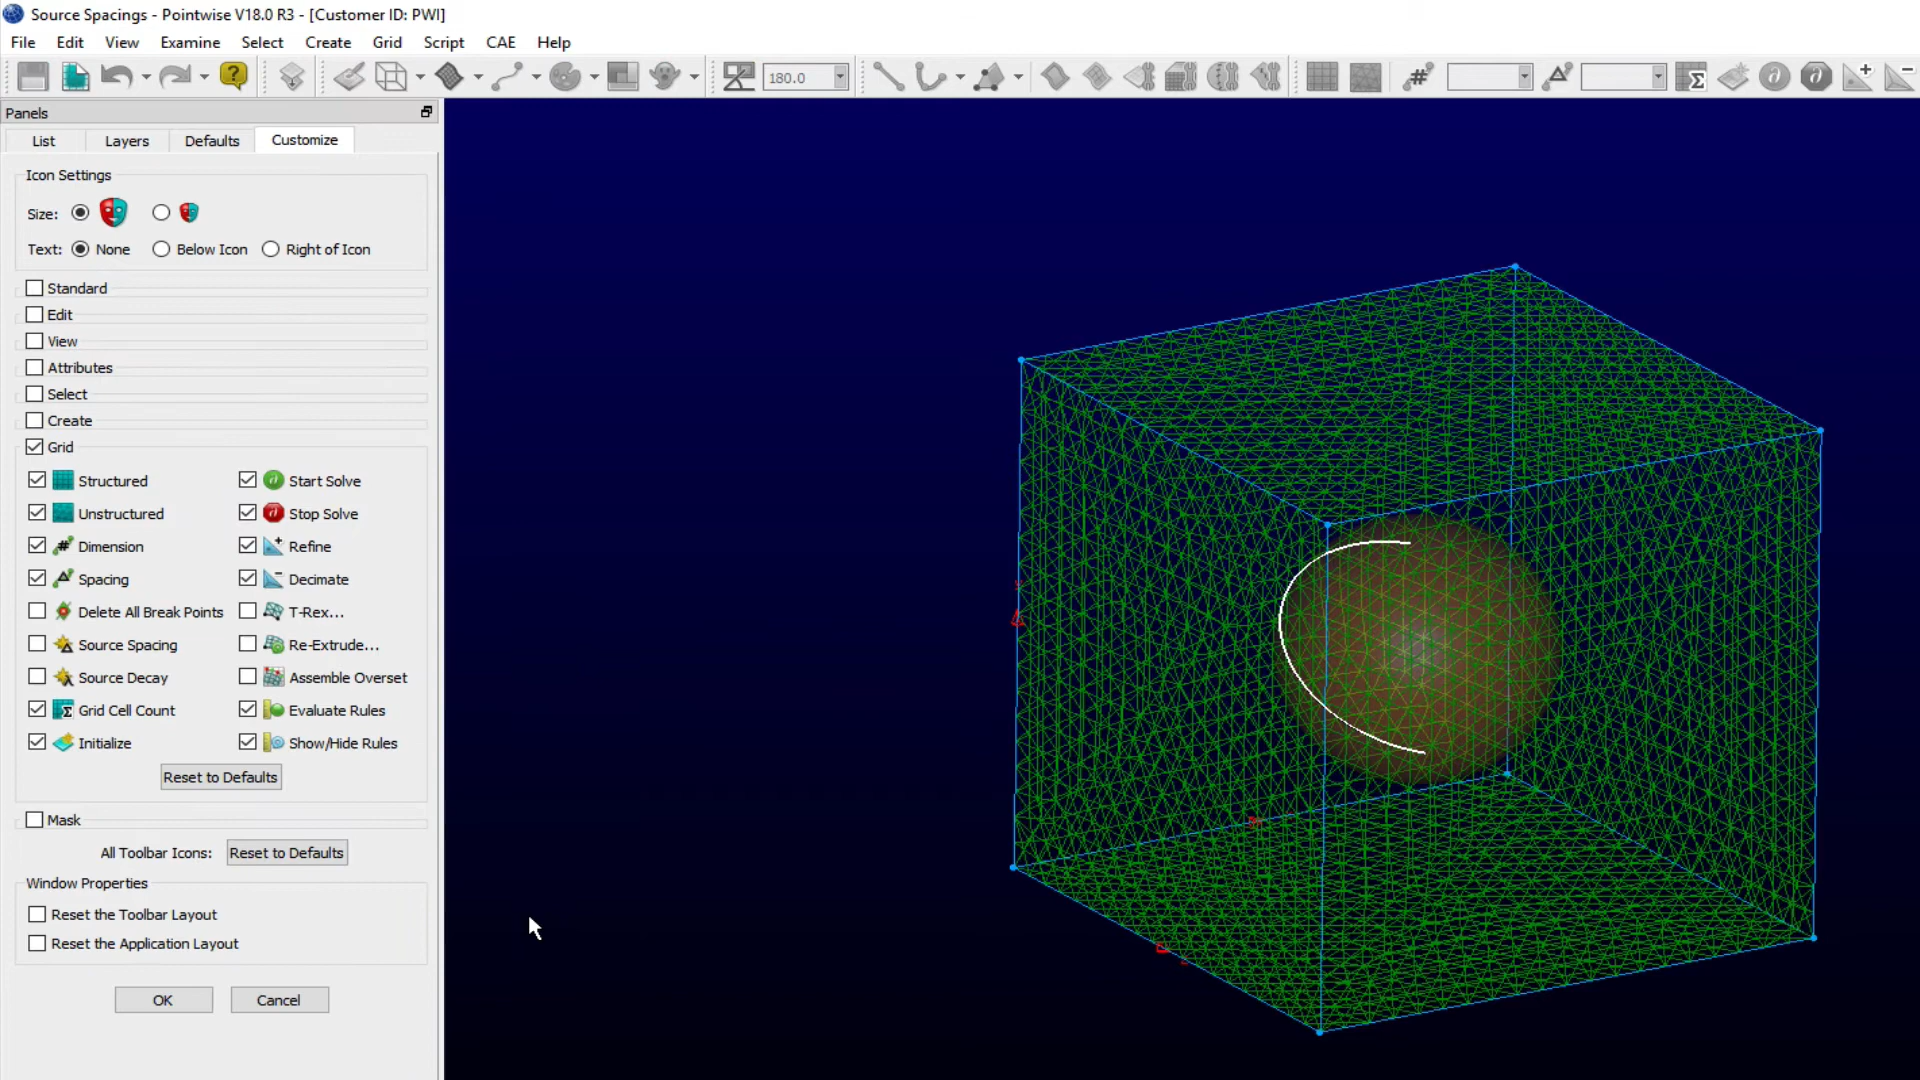 Source Spacings - Pointwise V18.0 R3 - [Customer ID: PWI]
File Edit View Examine Select Create Grid Script CAE Help
180.0
Panels
List Layers Defaults Customize
Icon Settings
Size:
Text: None Below Icon Right of Icon
Standard
Edit
View
Attributes
Select
Create
Grid
Structured Start Solve
Unstructured Stop Solve
Dimension Refine
Spacing Decimate
Delete All Break Points T-Rex...
Source Spacing Re-Extrude...
Source Decay Assemble Overset
Grid Cell Count Evaluate Rules
Initialize Show/Hide Rules
Reset to Defaults
Mask
All Toolbar Icons: Reset to Defaults
Window Properties
Reset the Toolbar Layout
Reset the Application Layout
OK Cancel